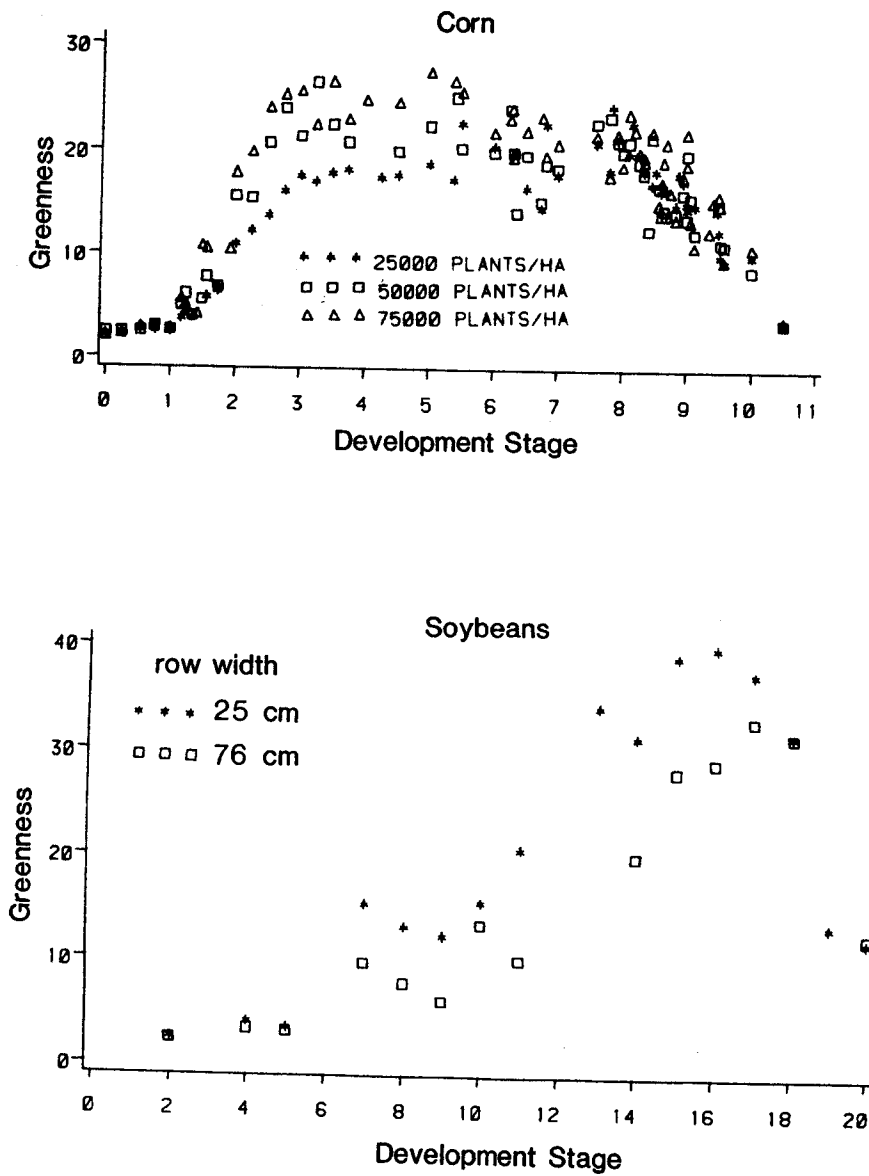 Corn
30
20
10
0
Greenness
25000 PLANTS/HA
50000 PLANTS/HA
75000 PLANTS/HA
0 1 2 3 4 5 6 7 8 9 10 11
Development Stage
Soybeans
40
30
20
10
0
Greenness
row width
25 cm
76 cm
0 2 4 6 8 10 12 14 16 18 20
Development Stage